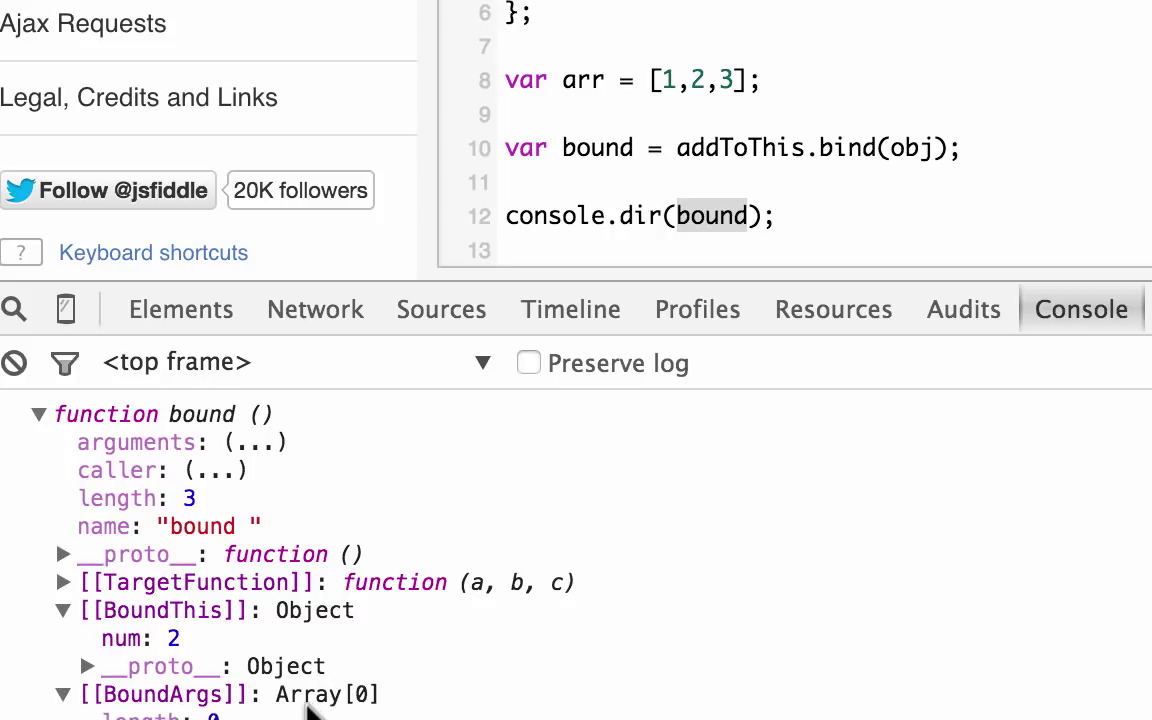 Ajax Requests
Legal, Credits and Links
Follow @jsfiddle 20K followers
? Keyboard shortcuts
6 };
7
8 var arr = [1,2,3];
9
10 var bound = addToThis.bind(obj);
11
12 console.dir(bound);
13
Elements Network Sources Timeline Profiles Resources Audits Console
<top frame> ▼ Preserve log
▼ function bound ()
arguments: (...)
caller: (...)
length: 3
name: "bound "
▶ __proto__: function ()
▶ [[TargetFunction]]: function (a, b, c)
▼ [[BoundThis]]: Object
num: 2
▶ __proto__: Object
▼ [[BoundArgs]]: Array[0]
length: 0